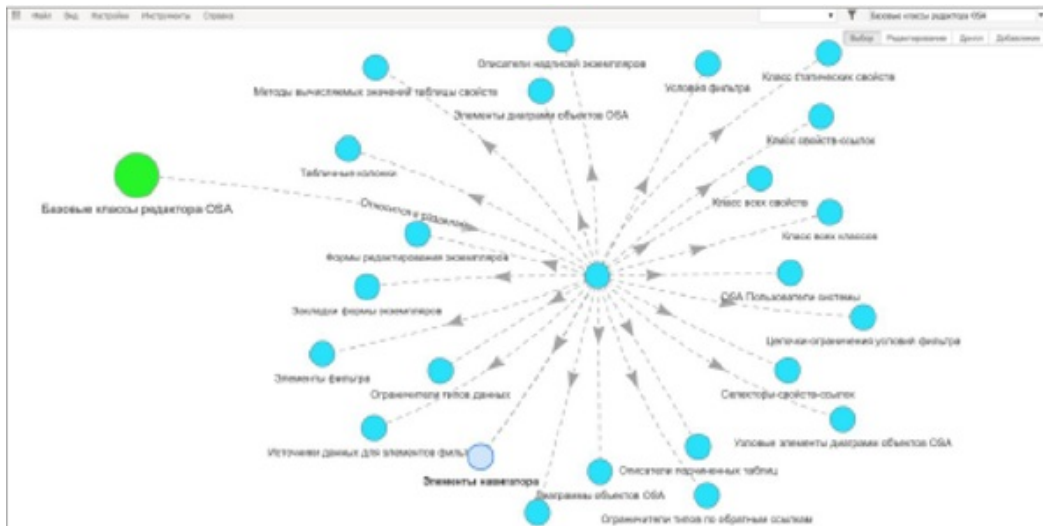 Файл Вид Настройки Инструменты Справка
Базовые классы редактора OSA
Выбор Редактирование Дрилл Добавление
Описатели надписей экземпляров
Класс статических свойств
Методы вычисляемых значений таблицы свойств
Условия фильтра
Элементы диаграмм объектов OSA
Класс свойств-ссылок
Табличные колонки
Класс всех свойств
Базовые классы редактора OSA
Относится к
Класс всех классов
Формы редактирования экземпляров
OSA Пользователи системы
Закладки формы экземпляров
Цепочки-ограничения условий фильтра
Элементы фильтра
Ограничители типов данных
Селекторы-свойств-ссылок
Источники данных для элементов фильт
Узловые элементы диаграмм объектов OSA
Описатели подчиненных таблиц
Элементы навигатора
Диаграммы объектов OSA
Ограничители типов по обратным ссылкам